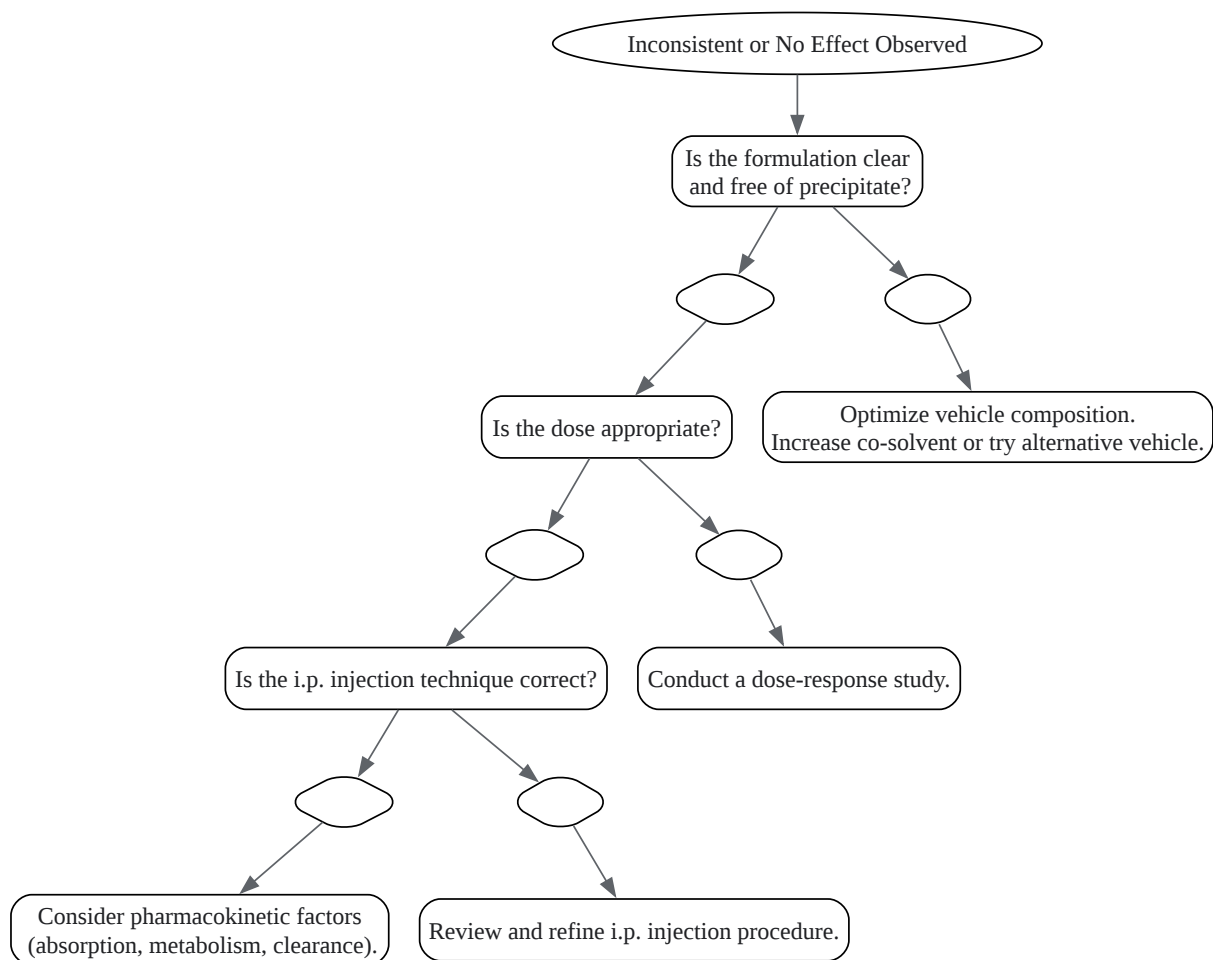 Inconsistent or No Effect Observed
Is the formulation clear
and free of precipitate?
Is the dose appropriate?
Optimize vehicle composition.
Increase co-solvent or try alternative vehicle.
Is the i.p. injection technique correct?
Conduct a dose-response study.
Consider pharmacokinetic factors
(absorption, metabolism, clearance).
Review and refine i.p. injection procedure.